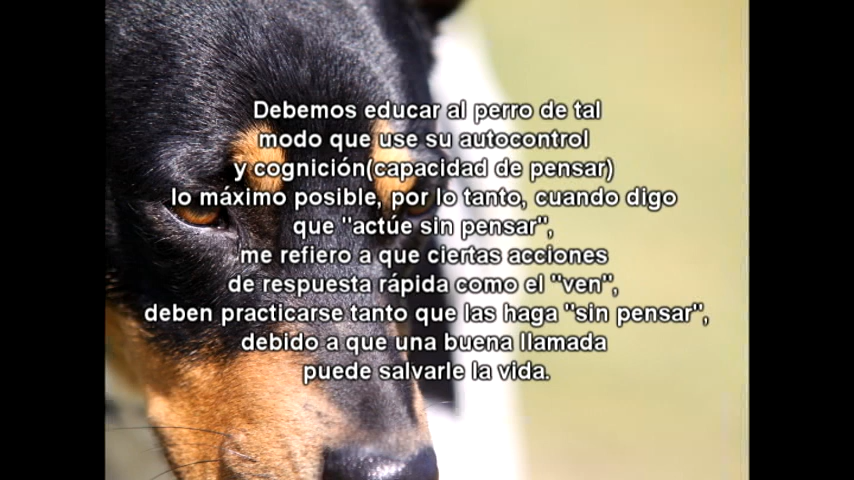 Debemos educar al perro de tal
modo que use su autocontrol
y cognición(capacidad de pensar)
lo máximo posible, por lo tanto, cuando digo
que "actúe sin pensar",
me refiero a que ciertas acciones
de respuesta rápida como el "ven",
deben practicarse tanto que las haga "sin pensar",
debido a que una buena llamada
puede salvarle la vida.